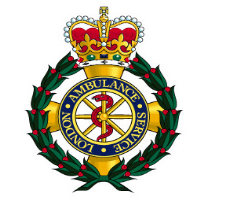 LONDON • AMBULANCE • SERVICE •